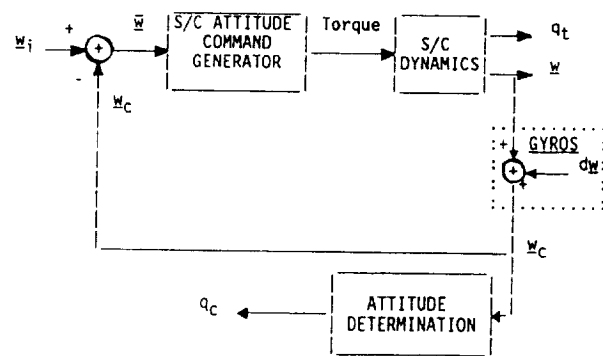 w_i
+
+
-
w̄
w_c
S/C ATTITUDE
COMMAND
GENERATOR
Torque
S/C
DYNAMICS
q_t
w
+
GYROS
+
+
dw
w_c
ATTITUDE
DETERMINATION
q_c